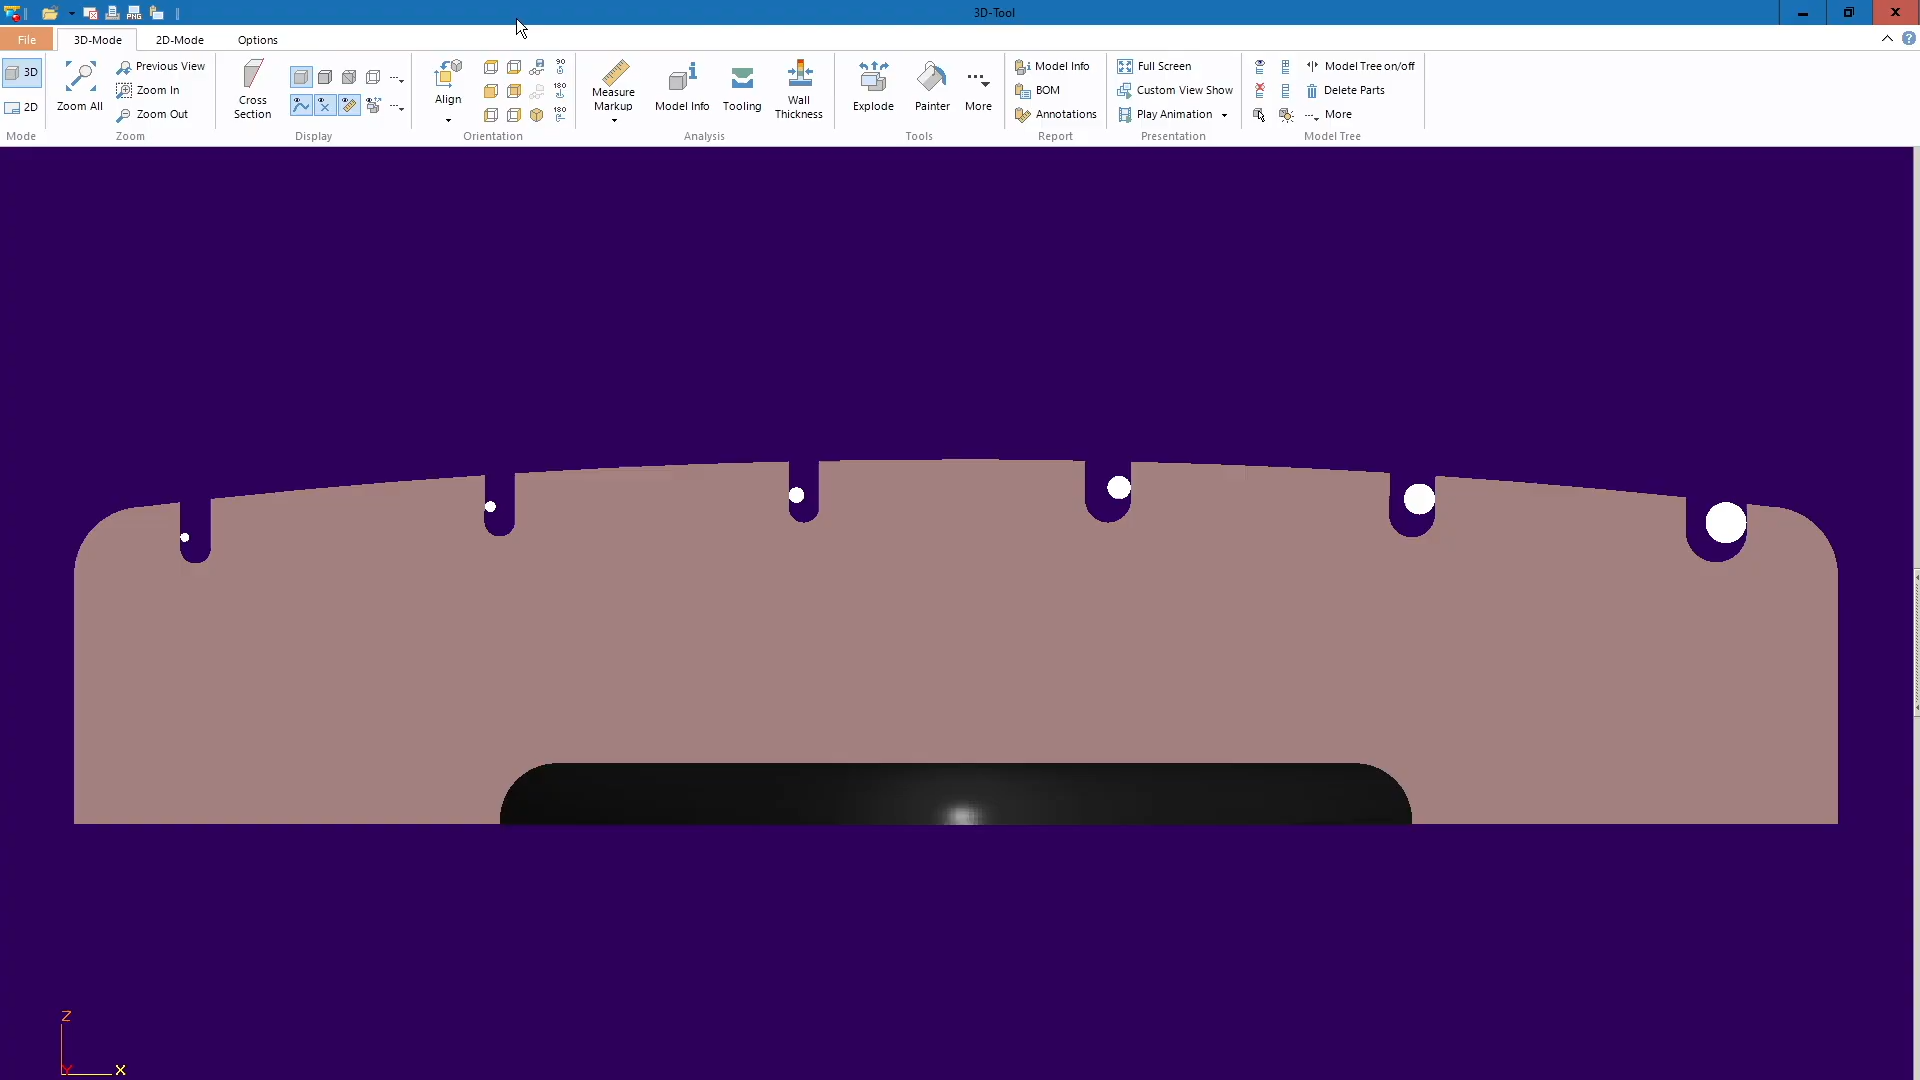 3D-Tool
File 3D-Mode 2D-Mode Options
3D
2D
Mode
Zoom All
Previous View
Zoom In
Zoom Out
Zoom
Cross
Section
Display
Align
90
180
180
Orientation
Measure
Markup
Model Info
Tooling
Wall
Thickness
Analysis
Explode
Painter
More
Tools
Model Info
BOM
Annotations
Report
Full Screen
Custom View Show
Play Animation
Presentation
Model Tree on/off
Delete Parts
More
Model Tree
Z
Y
X